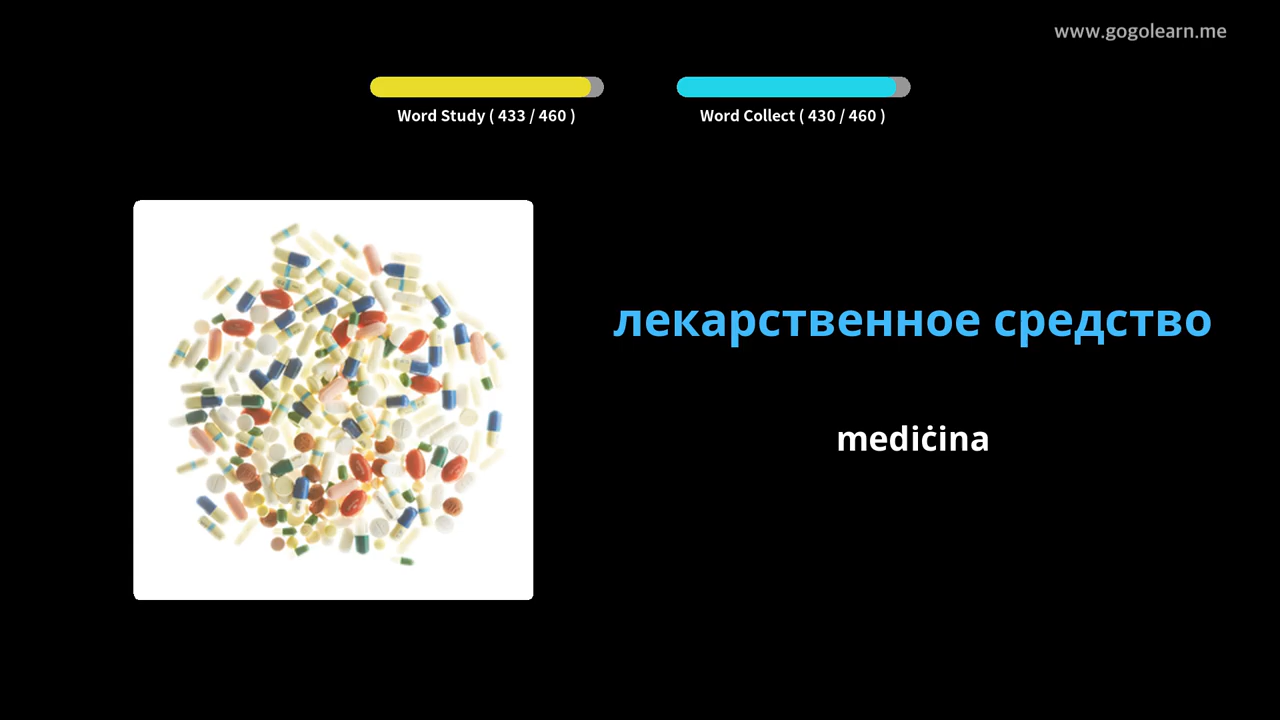 www.gogolearn.me
Word Study ( 433 / 460 )
Word Collect ( 430 / 460 )
лекарственное средство
mediċina